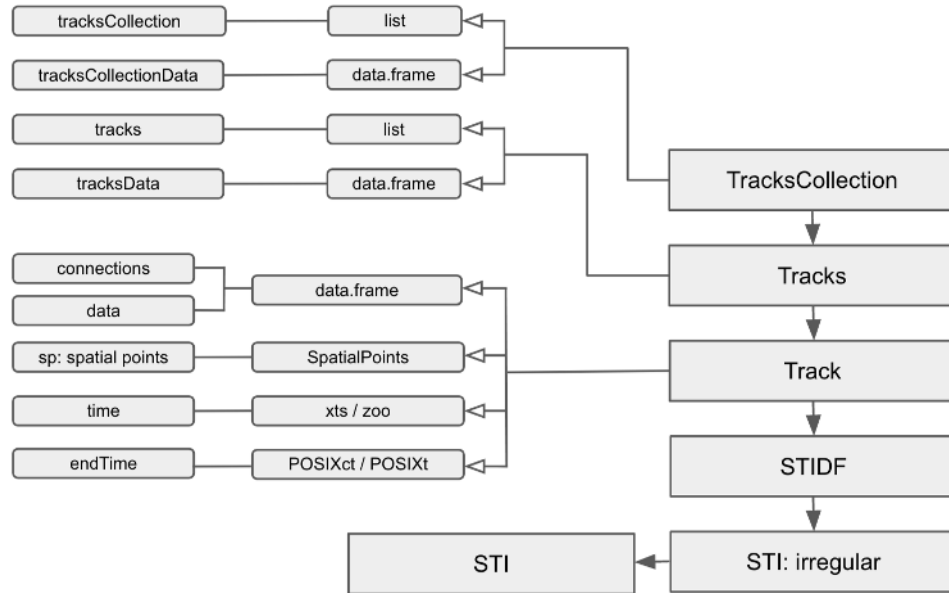 tracksCollection
list
tracksCollectionData
data.frame
tracks
list
tracksData
data.frame
TracksCollection
Tracks
connections
data
data.frame
sp: spatial points
SpatialPoints
Track
time
xts / zoo
endTime
POSIXct / POSIXt
STIDF
STI
STI: irregular